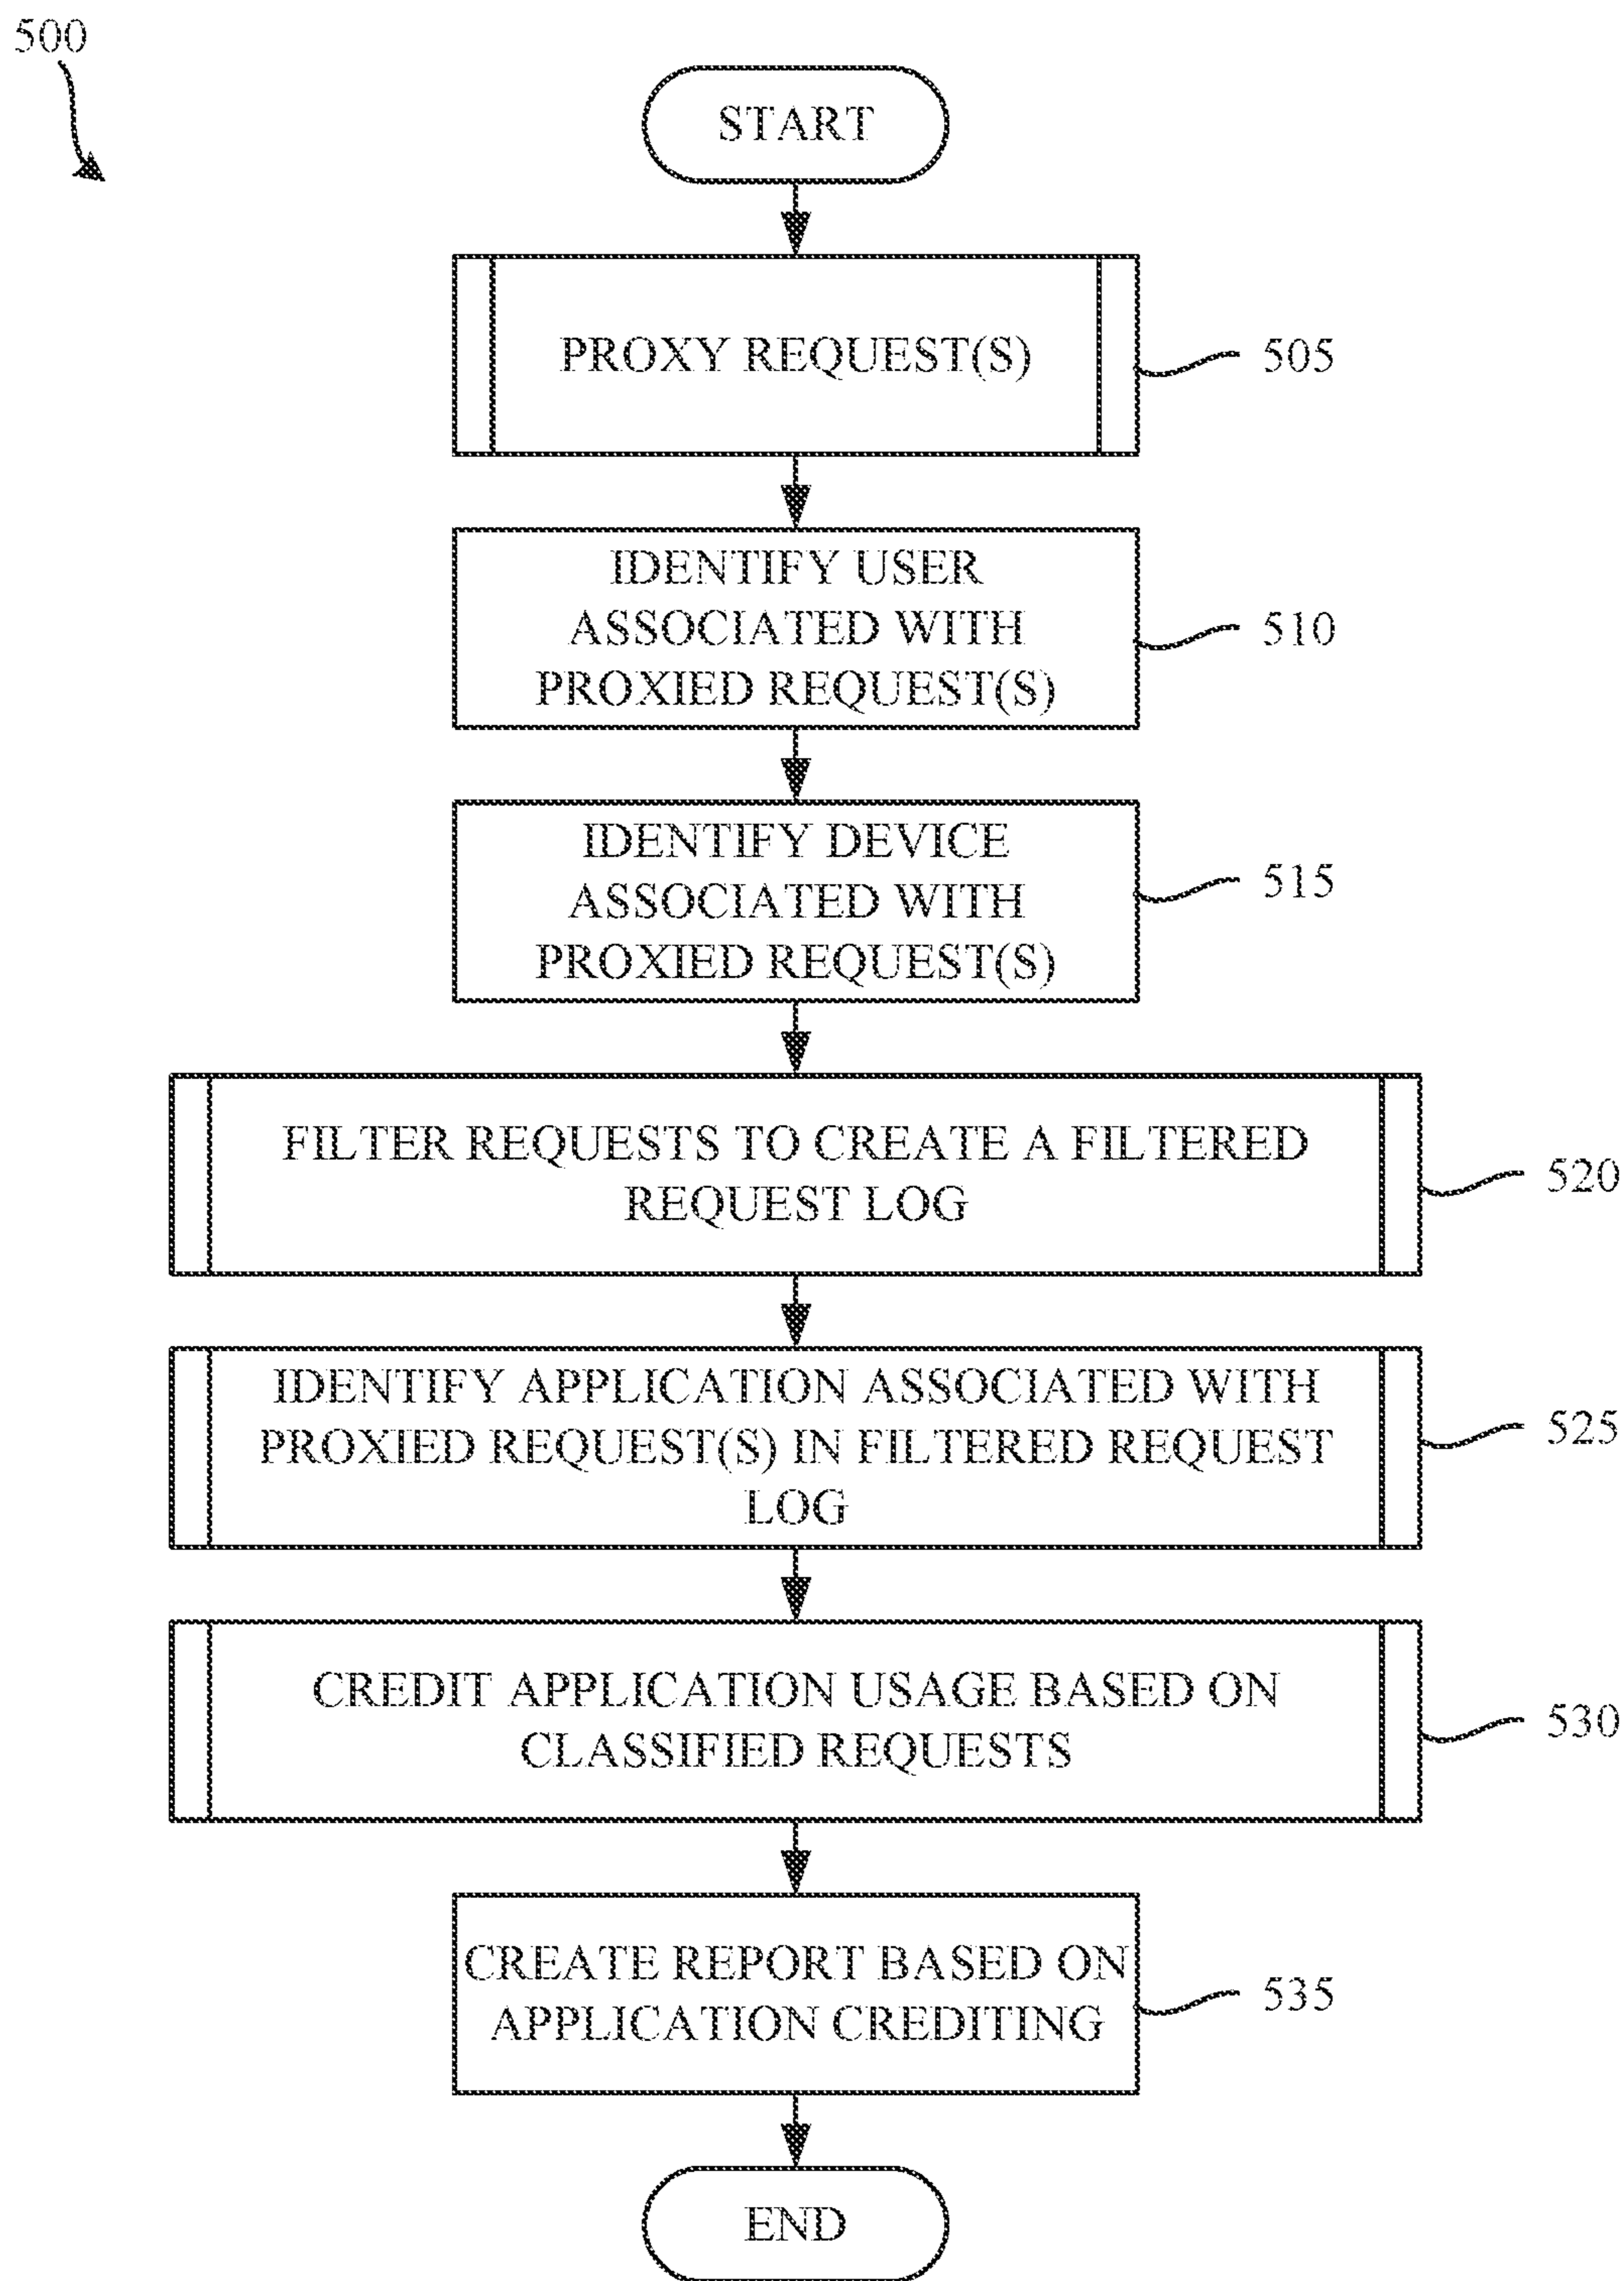 500
START
PROXY REQUEST(S)
505
IDENTIFY USER
ASSOCIATED WITH
PROXIED REQUEST(S)
510
IDENTIFY DEVICE
ASSOCIATED WITH
PROXIED REQUEST(S)
515
FILTER REQUESTS TO CREATE A FILTERED
REQUEST LOG
520
IDENTIFY APPLICATION ASSOCIATED WITH
PROXIED REQUEST(S) IN FILTERED REQUEST
LOG
525
CREDIT APPLICATION USAGE BASED ON
CLASSIFIED REQUESTS
530
CREATE REPORT BASED ON
APPLICATION CREDITING
535
END